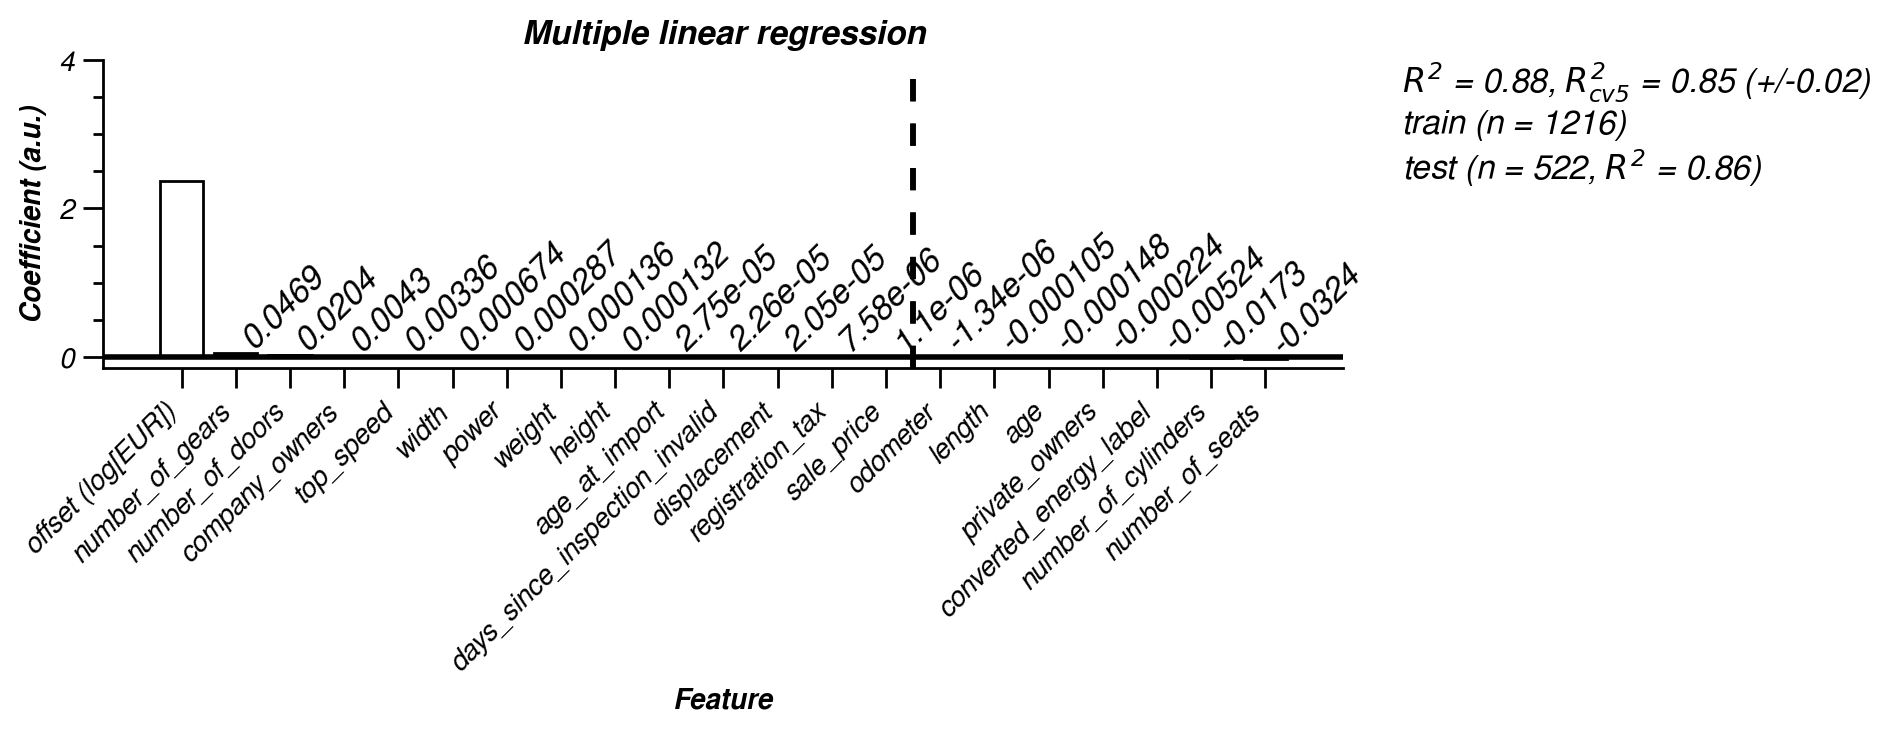 Multiple linear regression
R² = 0.88, R²cv5 = 0.85 (+/-0.02)
train (n = 1216)
test (n = 522, R² = 0.86)
Coefficient (a.u.)
4
2
0
0.0469
0.0204
0.0043
0.00336
0.000674
0.000287
0.000136
0.000132
2.75e-05
2.26e-05
2.05e-05
7.58e-06
1.1e-06
-1.34e-06
-0.000105
-0.000148
-0.000224
-0.00524
-0.0173
-0.0324
offset (log[EUR])
number_of_gears
number_of_doors
company_owners
top_speed
width
power
weight
height
age_at_import
days_since_inspection_invalid
displacement
registration_tax
sale_price
odometer
length
age
private_owners
converted_energy_label
number_of_cylinders
number_of_seats
Feature